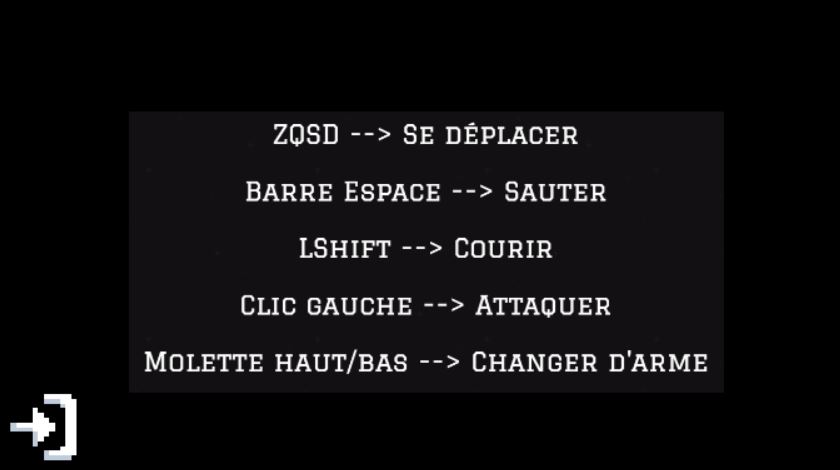 ZQSD --> Se déplacer
Barre Espace --> Sauter
LShift --> Courir
Clic gauche --> Attaquer
Molette haut/bas --> Changer d'arme